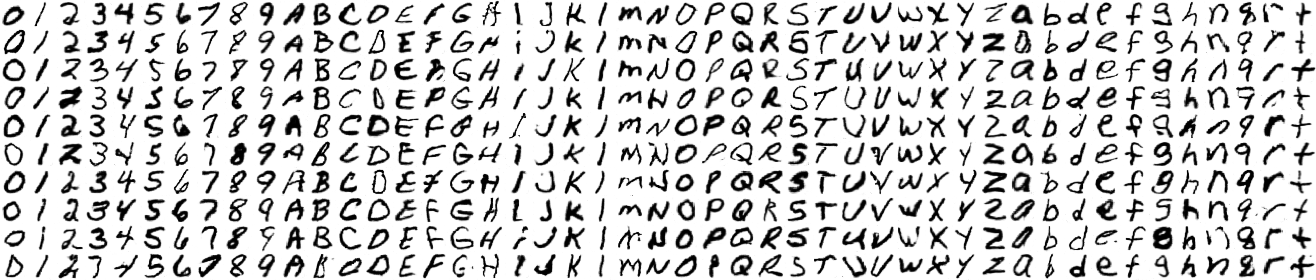 0 1 2 3 4 5 6 7 8 9 A B C D E F G H I J K l m N O P Q R S T U V W X Y Z a b d e f g h n q r t
0 1 2 3 4 5 6 7 8 9 A B C D E F G H i J K l m N O P Q R S T U V W X Y Z a b d e f g h n q r t
0 1 2 3 4 5 6 7 8 9 A B C D E F G H I J K l m N O P Q R S T U V W X Y Z a b d e f g h n q r t
0 1 2 3 4 5 6 7 8 9 A B C D E F G H I J K l m N O P Q R S T U V W X Y Z a b d e f g h n q r t
0 1 2 3 4 5 6 7 8 9 A B C D E F G H I J K l m N O P Q R S T U V W X Y Z a b d e f g h n q r t
0 1 2 3 4 5 6 7 8 9 A B C D E F G H I J K l M N O P Q R S T U V W X Y Z a b d e f g h n q r t
0 1 2 3 4 5 6 7 8 9 A B C D E F G H I J K l m N O P Q R S T U V W X Y Z a b d e f g h n q r t
0 1 2 3 4 5 6 7 8 9 A B C D E F G H I J K l m N O P Q R S T U V W X Y Z a b d e f g h n q r t
0 1 2 3 4 5 6 7 8 9 A B C D E F G H i J K l m N O P Q R S T U V W X Y Z a b d e f g h n q r t
0 1 2 3 4 5 6 7 8 9 A B C D E F G H I J K l m N O P Q R S T U V W X Y Z a b d e f g h n q r t